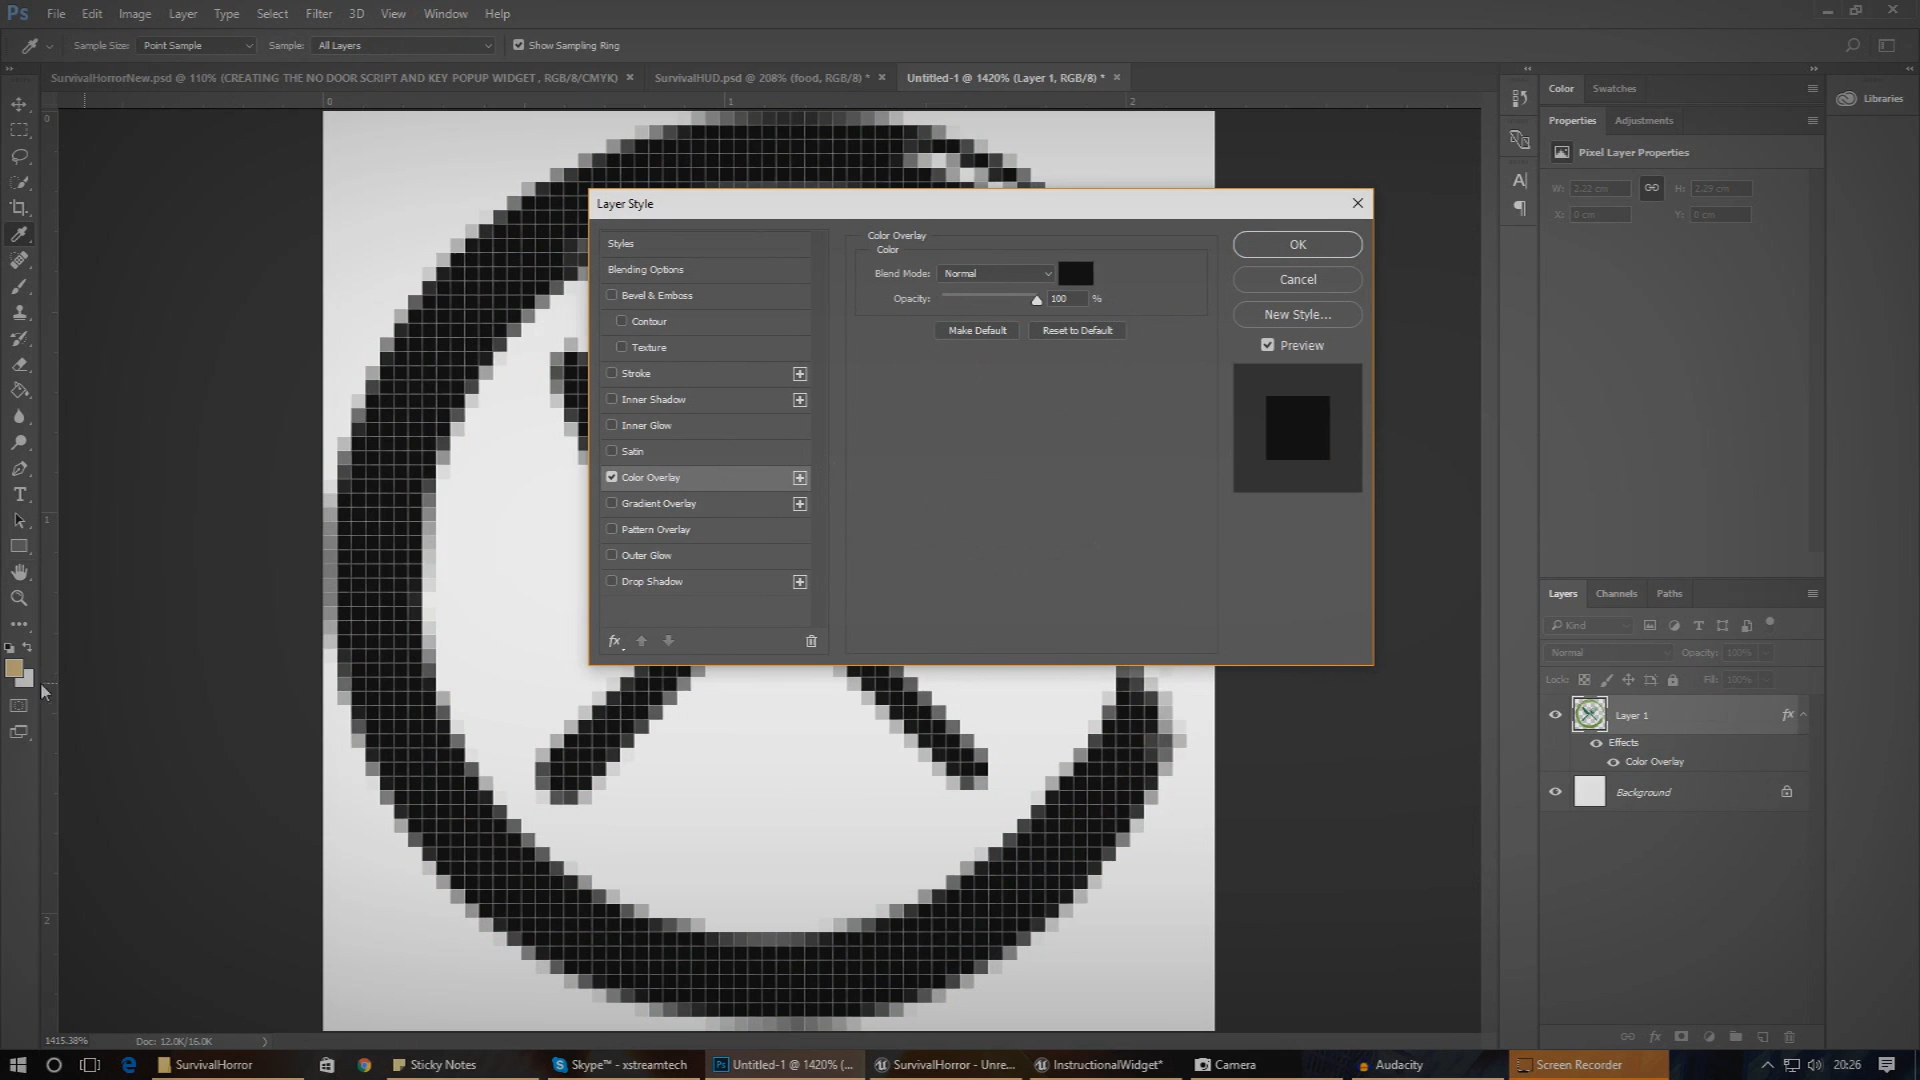 Ps File Edit Image Layer Type Select Filter 3D View Window Help
Sample Size: Point Sample Sample: All Layers Show Sampling Ring
SurvivalHorrorNew.psd @ 110% (CREATING THE NO DOOR SCRIPT AND KEY POPUP WIDGET , RGB/8/CMYK) × SurvivalHUD.psd @ 208% (food, RGB/8) * × Untitled-1 @ 1420% (Layer 1, RGB/8) * ×
0 1 2
0
1
2
Layer Style
Styles
Blending Options
Bevel & Emboss
Contour
Texture
Stroke
Inner Shadow
Inner Glow
Satin
Color Overlay
Gradient Overlay
Pattern Overlay
Outer Glow
Drop Shadow
fx
Color Overlay
Color
Blend Mode: Normal
Opacity: 100 %
Make Default Reset to Default
OK
Cancel
New Style...
Preview
Color Swatches
Libraries
Properties Adjustments
Pixel Layer Properties
W: 2.22 cm H: 2.29 cm
X: 0 cm Y: 0 cm
Layers Channels Paths
Kind
Normal Opacity: 100%
Lock: Fill: 100%
Layer 1 fx
Effects
Color Overlay
Background
fx
1415.38% Doc: 12.0K/16.0K
SurvivalHorror Sticky Notes Skype™ - xstreamtech Untitled-1 @ 1420% (... SurvivalHorror - Unre... InstructionalWidget* Camera Audacity Screen Recorder 20:26